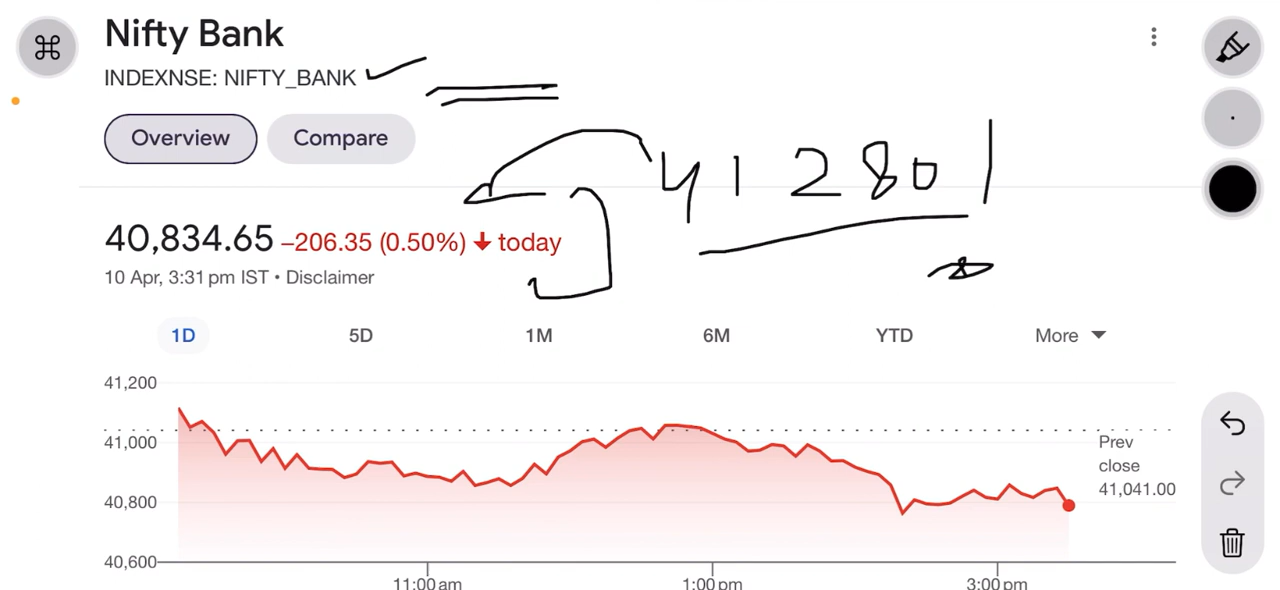 Nifty Bank
INDEXNSE: NIFTY_BANK
Overview Compare
41280
40,834.65 –206.35 (0.50%) today
10 Apr, 3:31 pm IST • Disclaimer
1D 5D 1M 6M YTD More
41,200
41,000
40,800
40,600
Prev
close
41,041.00
11:00 am 1:00 pm 3:00 pm